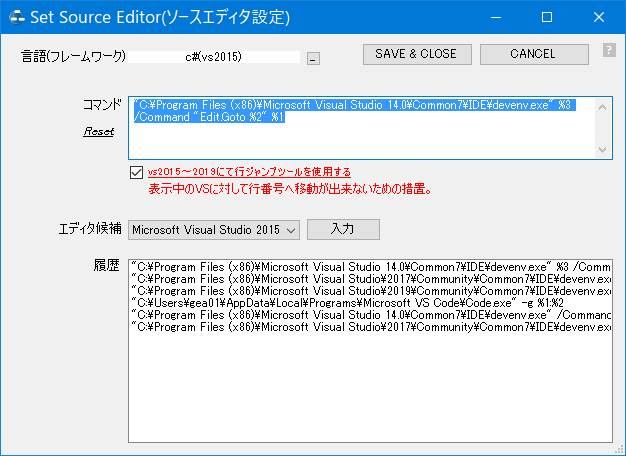 Set Source Editor(ソースエディタ設定)
言語(フレームワーク) c#(vs2015) ... SAVE & CLOSE CANCEL ?
コマンド "C:¥Program Files (x86)¥Microsoft Visual Studio 14.0¥Common7¥IDE¥devenv.exe" %3
Reset /Command "Edit.Goto %2" %1
vs2015～2019にて行ジャンプツールを使用する
表示中のVSに対して行番号へ移動が出来ないための措置。
エディタ候補 Microsoft Visual Studio 2015 入力
履歴 "C:¥Program Files (x86)¥Microsoft Visual Studio 14.0¥Common7¥IDE¥devenv.exe" %3 /Comm
"C:¥Program Files (x86)¥Microsoft Visual Studio¥2017¥Community¥Common7¥IDE¥devenv.exe
"C:¥Program Files (x86)¥Microsoft Visual Studio¥2019¥Community¥Common7¥IDE¥devenv.exe
"C:¥Users¥gea01¥AppData¥Local¥Programs¥Microsoft VS Code¥Code.exe" -g %1:%2
"C:¥Program Files (x86)¥Microsoft Visual Studio 14.0¥Common7¥IDE¥devenv.exe" /Command
"C:¥Program Files (x86)¥Microsoft Visual Studio¥2017¥Community¥Common7¥IDE¥devenv.exe